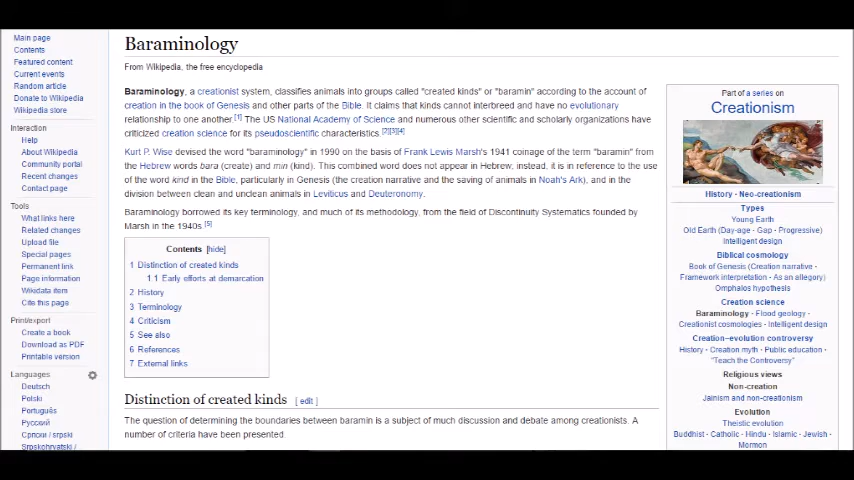 Main page
Contents
Featured content
Current events
Random article
Donate to Wikipedia
Wikipedia store
Interaction
Help
About Wikipedia
Community portal
Recent changes
Contact page
Tools
What links here
Related changes
Upload file
Special pages
Permanent link
Page information
Wikidata item
Cite this page
Print/export
Create a book
Download as PDF
Printable version
Languages
Deutsch
Polski
Português
Русский
Српски / srpski
Srpskohrvatski /
Baraminology
From Wikipedia, the free encyclopedia
Baraminology, a creationist system, classifies animals into groups called "created kinds" or "baramin" according to the account of
creation in the book of Genesis and other parts of the Bible. It claims that kinds cannot interbreed and have no evolutionary
relationship to one another.[1] The US National Academy of Science and numerous other scientific and scholarly organizations have
criticized creation science for its pseudoscientific characteristics.[2][3][4]
Kurt P. Wise devised the word "baraminology" in 1990 on the basis of Frank Lewis Marsh's 1941 coinage of the term "baramin" from
the Hebrew words bara (create) and min (kind). This combined word does not appear in Hebrew; instead, it is in reference to the use
of the word kind in the Bible, particularly in Genesis (the creation narrative and the saving of animals in Noah's Ark), and in the
division between clean and unclean animals in Leviticus and Deuteronomy.
Baraminology borrowed its key terminology, and much of its methodology, from the field of Discontinuity Systematics founded by
Marsh in the 1940s.[5]
Contents [hide]
1 Distinction of created kinds
1.1 Early efforts at demarcation
2 History
3 Terminology
4 Criticism
5 See also
6 References
7 External links
Distinction of created kinds [ edit ]
The question of determining the boundaries between baramin is a subject of much discussion and debate among creationists. A
number of criteria have been presented.
Part of a series on
Creationism
History · Neo-creationism
Types
Young Earth
Old Earth (Day-age · Gap · Progressive)
Intelligent design
Biblical cosmology
Book of Genesis (Creation narrative ·
Framework interpretation · As an allegory)
Omphalos hypothesis
Creation science
Baraminology · Flood geology ·
Creationist cosmologies · Intelligent design
Creation–evolution controversy
History · Creation myth · Public education ·
"Teach the Controversy"
Religious views
Non-creation
Jainism and non-creationism
Evolution
Theistic evolution
Buddhist · Catholic · Hindu · Islamic · Jewish ·
Mormon